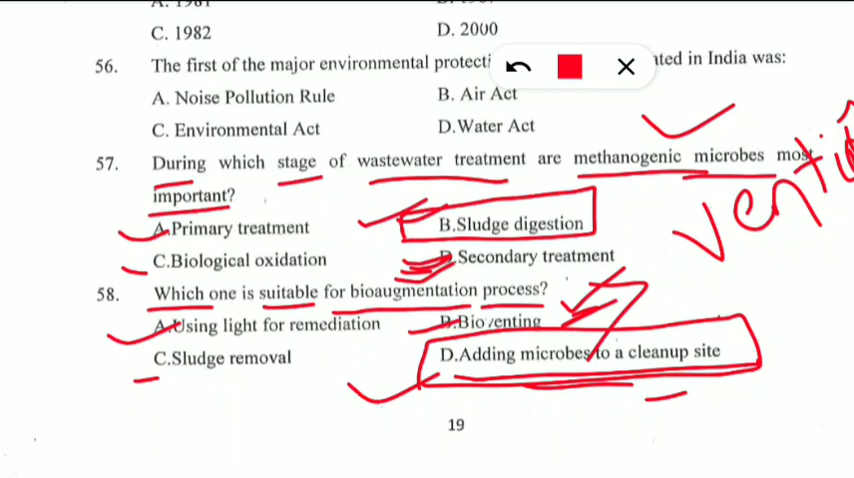 C. 1982
D. 2000
56. The first of the major environmental protecti ted in India was:
A. Noise Pollution Rule
B. Air Act
C. Environmental Act
D.Water Act
57. During which stage of wastewater treatment are methanogenic microbes most
important?
A.Primary treatment
B.Sludge digestion
C.Biological oxidation
D.Secondary treatment
58. Which one is suitable for bioaugmentation process?
A.Using light for remediation
B.Bioventing
C.Sludge removal
D.Adding microbes to a cleanup site
19